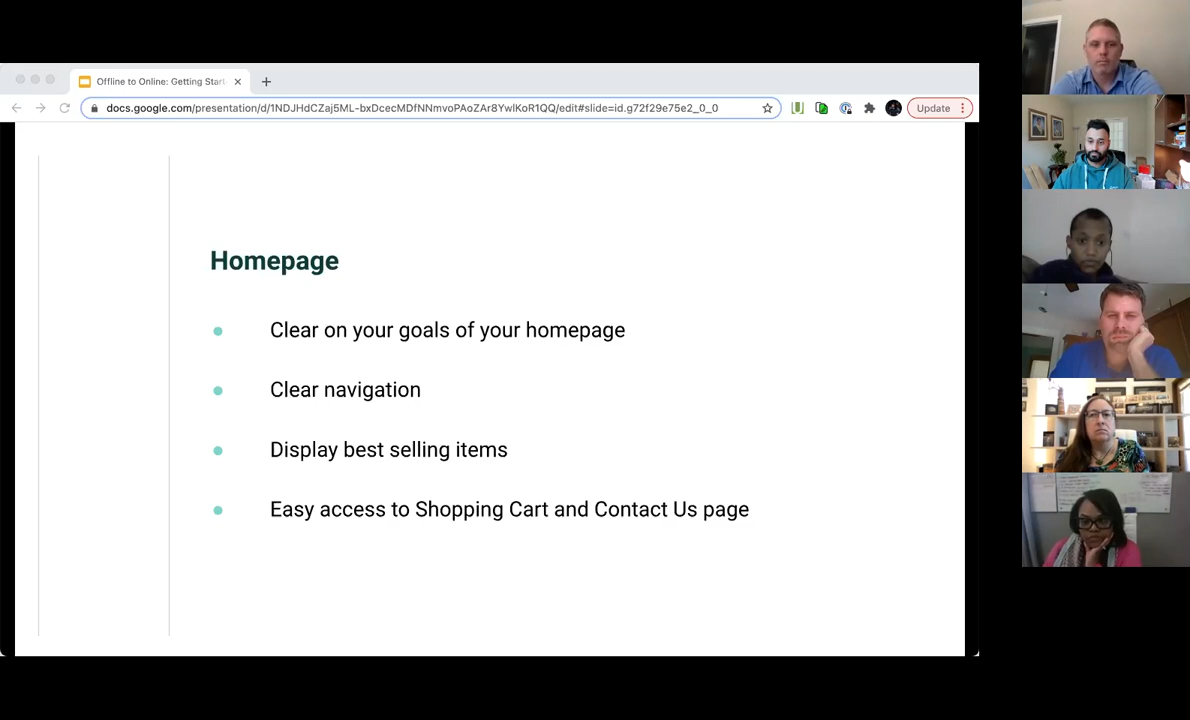 Offline to Online: Getting Star
docs.google.com/presentation/d/1NDJHdCZaj5ML-bxDcecMDfNNmvoPAoZAr8YwlKoR1QQ/edit#slide=id.g72f29e75e2_0_0
Update
Homepage
Clear on your goals of your homepage
Clear navigation
Display best selling items
Easy access to Shopping Cart and Contact Us page